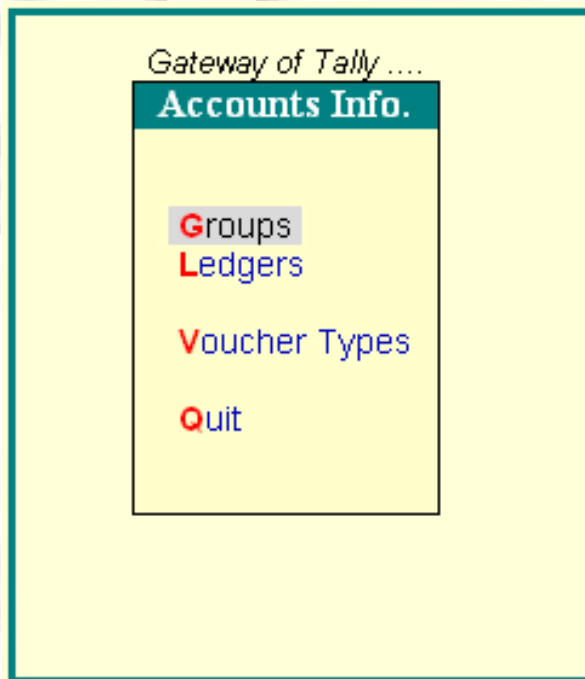 Gateway of Tally ....
Accounts Info.
Groups
Ledgers
Voucher Types
Quit